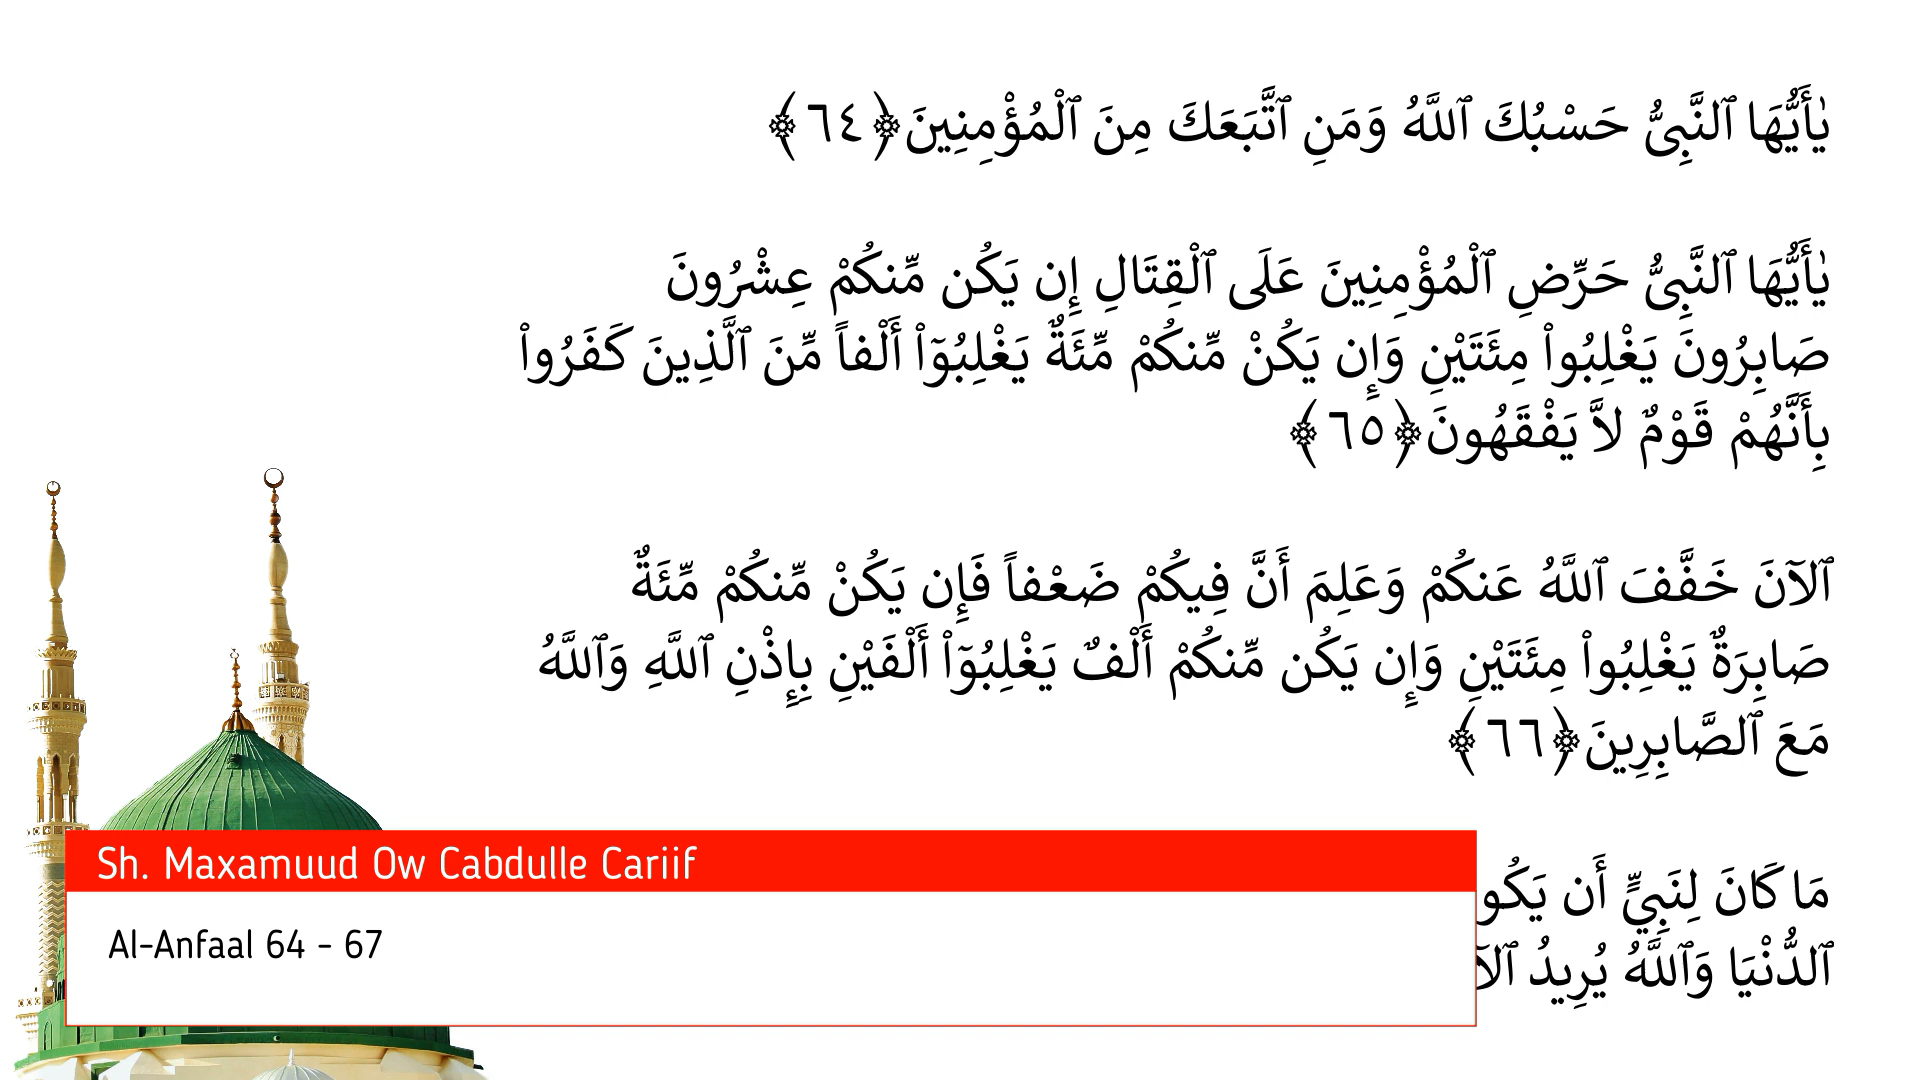 يٰأَيُّهَا ٱلنَّبِىُّ حَسْبُكَ ٱللَّهُ وَمَنِ ٱتَّبَعَكَ مِنَ ٱلْمُؤْمِنِينَ﴿٦٤﴾
يٰأَيُّهَا ٱلنَّبِىُّ حَرِّضِ ٱلْمُؤْمِنِينَ عَلَى ٱلْقِتَالِ إِن يَكُن مِّنكُمْ عِشْرُونَ
صَابِرُونَ يَغْلِبُواْ مِئَتَيْنِ وَإِن يَكُنْ مِّنكُمْ مِّئَةٌ يَغْلِبُوۤاْ أَلْفاً مِّنَ ٱلَّذِينَ كَفَرُواْ
بِأَنَّهُمْ قَوْمٌ لاَّ يَفْقَهُونَ﴿٦٥﴾
ٱلآنَ خَفَّفَ ٱللَّهُ عَنكُمْ وَعَلِمَ أَنَّ فِيكُمْ ضَعْفاً فَإِن يَكُنْ مِّنكُمْ مِّئَةٌ
صَابِرَةٌ يَغْلِبُواْ مِئَتَيْنِ وَإِن يَكُن مِّنكُمْ أَلْفٌ يَغْلِبُوۤاْ أَلْفَيْنِ بِإِذْنِ ٱللَّهِ وَٱللَّهُ
مَعَ ٱلصَّابِرِينَ﴿٦٦﴾
مَا كَانَ لِنَبِيٍّ أَن
ٱلدُّنْيَا وَٱللَّهُ يُرِيدُ
Sh. Maxamuud Ow Cabdulle Cariif
Al-Anfaal 64 - 67